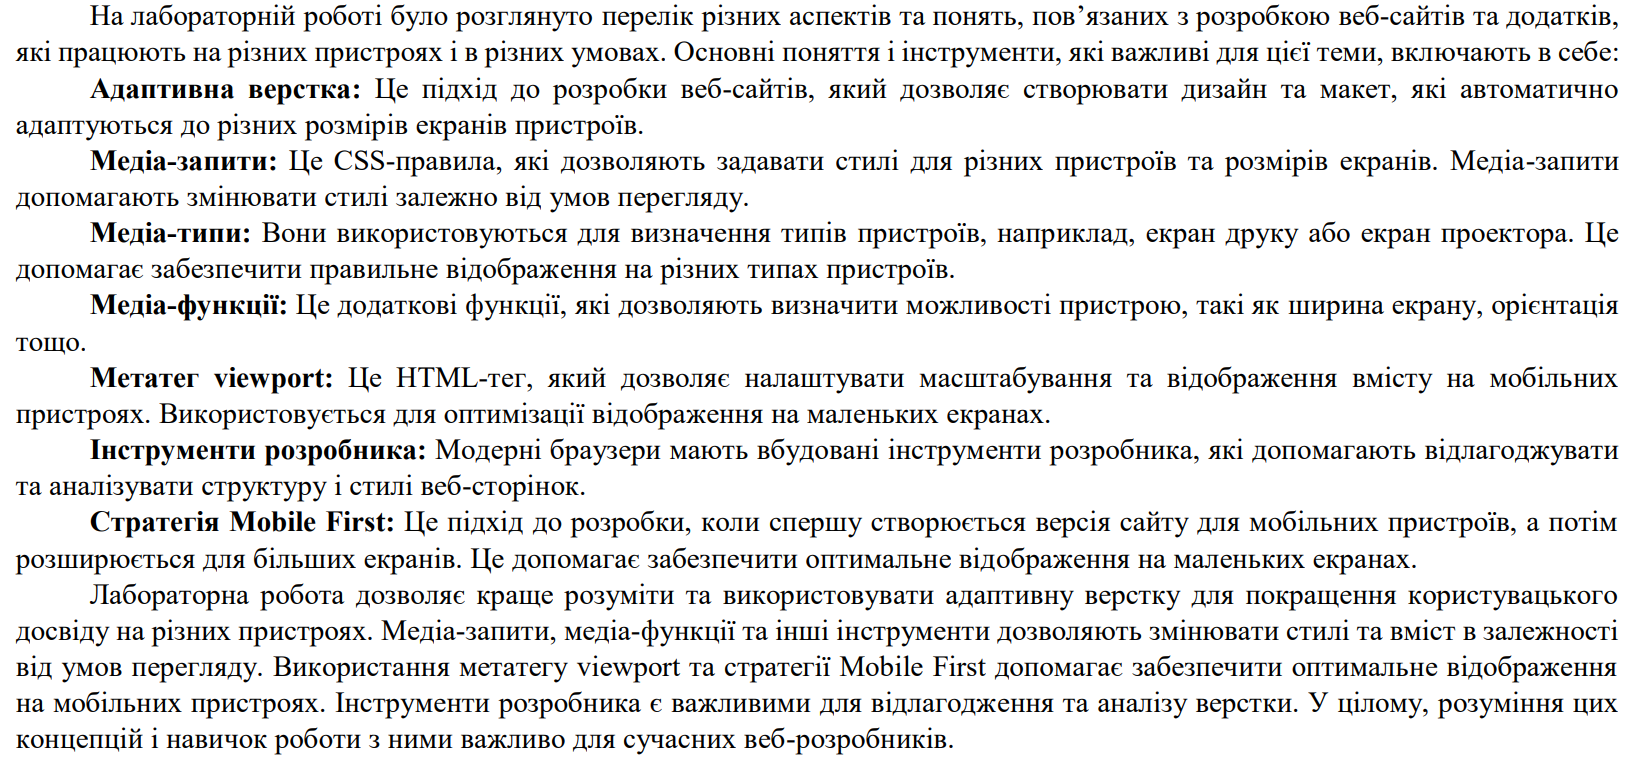 На лабораторній роботі було розглянуто перелік різних аспектів та понять, пов’язаних з розробкою веб-сайтів та додатків,
які працюють на різних пристроях і в різних умовах. Основні поняття і інструменти, які важливі для цієї теми, включають в себе:
Адаптивна верстка: Це підхід до розробки веб-сайтів, який дозволяє створювати дизайн та макет, які автоматично
адаптуються до різних розмірів екранів пристроїв.
Медіа-запити: Це CSS-правила, які дозволяють задавати стилі для різних пристроїв та розмірів екранів. Медіа-запити
допомагають змінювати стилі залежно від умов перегляду.
Медіа-типи: Вони використовуються для визначення типів пристроїв, наприклад, екран друку або екран проектора. Це
допомагає забезпечити правильне відображення на різних типах пристроїв.
Медіа-функції: Це додаткові функції, які дозволяють визначити можливості пристрою, такі як ширина екрану, орієнтація
тощо.
Метатег viewport: Це HTML-тег, який дозволяє налаштувати масштабування та відображення вмісту на мобільних
пристроях. Використовується для оптимізації відображення на маленьких екранах.
Інструменти розробника: Модерні браузери мають вбудовані інструменти розробника, які допомагають відлагоджувати
та аналізувати структуру і стилі веб-сторінок.
Стратегія Mobile First: Це підхід до розробки, коли спершу створюється версія сайту для мобільних пристроїв, а потім
розширюється для більших екранів. Це допомагає забезпечити оптимальне відображення на маленьких екранах.
Лабораторна робота дозволяє краще розуміти та використовувати адаптивну верстку для покращення користувацького
досвіду на різних пристроях. Медіа-запити, медіа-функції та інші інструменти дозволяють змінювати стилі та вміст в залежності
від умов перегляду. Використання метатегу viewport та стратегії Mobile First допомагає забезпечити оптимальне відображення
на мобільних пристроях. Інструменти розробника є важливими для відлагодження та аналізу верстки. У цілому, розуміння цих
концепцій і навичок роботи з ними важливо для сучасних веб-розробників.